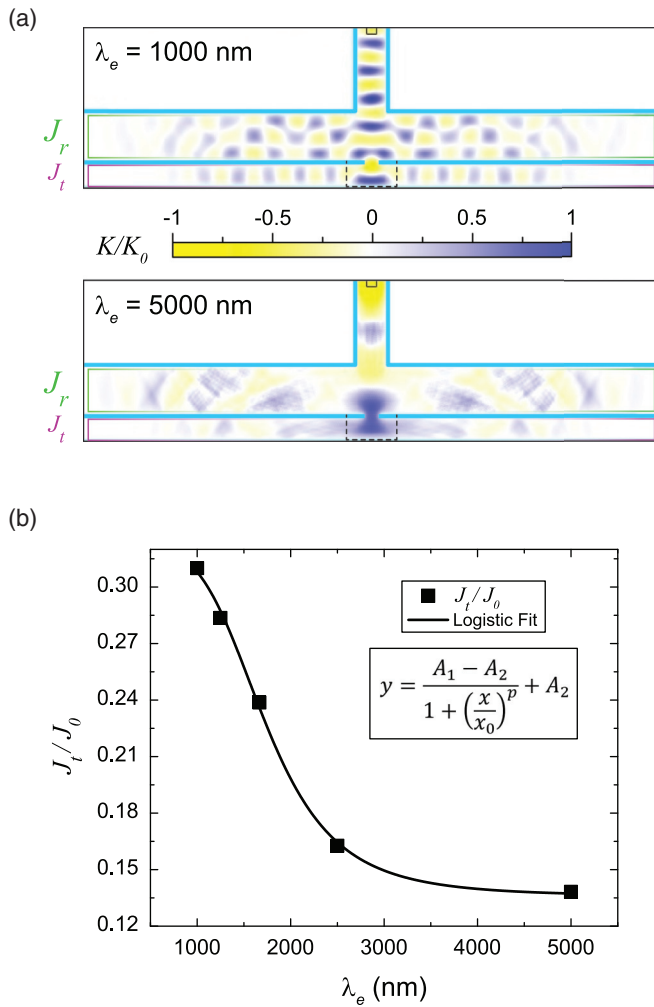 (a)
λe = 1000 nm
Jr
Jt
-1 -0.5 0 0.5 1
K/K0
λe = 5000 nm
Jr
Jt
(b)
0.30
0.27
0.24
0.21
0.18
0.15
0.12
Jt/J0
Jt/J0
Logistic Fit
y = (A1 − A2) / (1 + (x/x0)^p) + A2
1000 2000 3000 4000 5000
λe (nm)